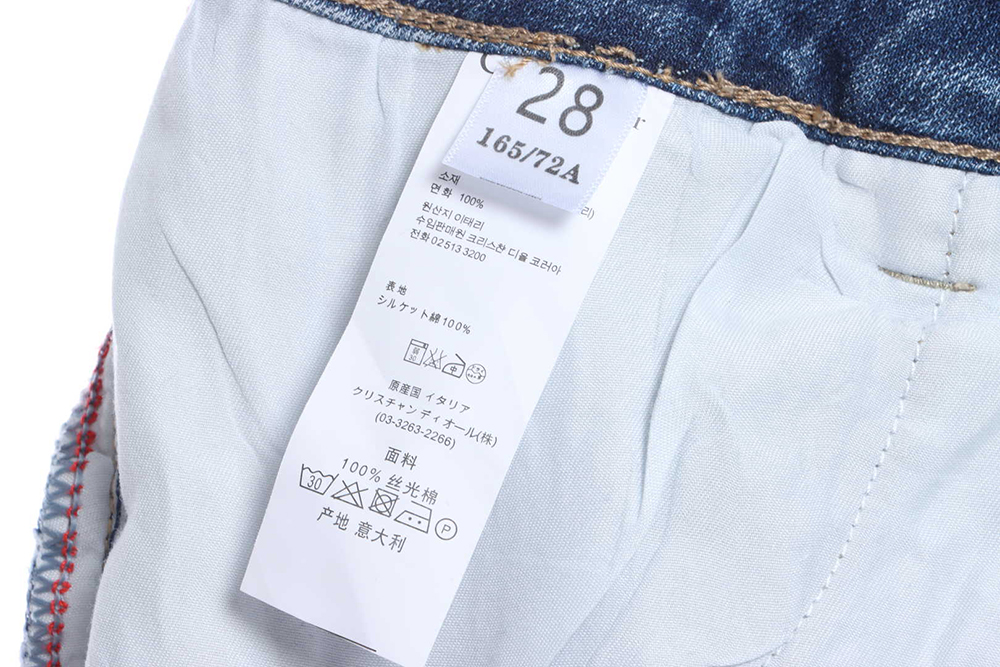 28
165/72A
소재
면화 100%
원산지 이태리
수입판매원 크리스챤 디올 코리아
전화 02 513 3200
表地
シルケット綿100%
弱
30
中
原産国 イタリア
クリスチャン ディオール(株)
(03-3263-2266)
面料
100% 丝光棉
30
P
产地 意大利